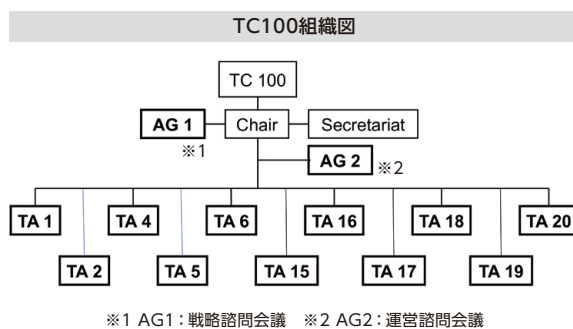 TC100組織図
TC 100
AG 1 Chair Secretariat
※1
AG 2 ※2
TA 1 TA 4 TA 6 TA 16 TA 18 TA 20
TA 2 TA 5 TA 15 TA 17 TA 19
※1 AG1：戦略諮問会議 ※2 AG2：運営諮問会議